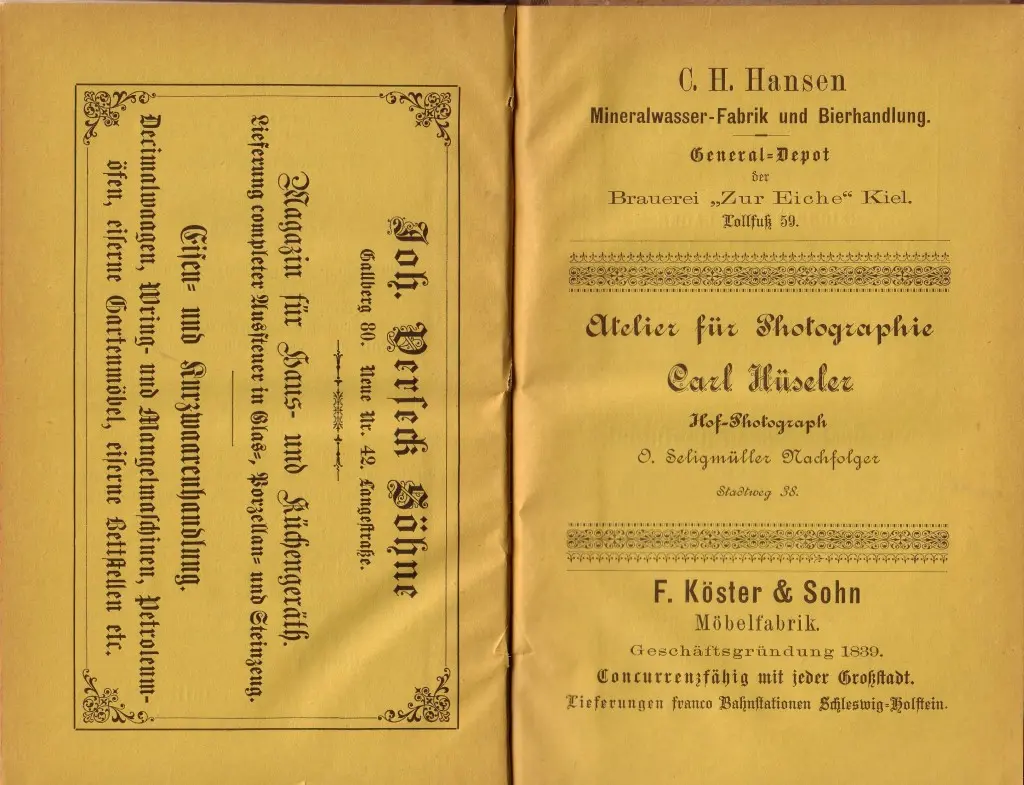 Joh. Verseck Söhne
Gallberg 80. Neue Nr. 42. Langestraße.
Magazin für Haus- und Küchengeräth.
Lieferung completer Aussteuer in Glas-, Porzellan- und Steinzeug.
Eisen- und Kurzwaarenhandlung.
Decimalwaagen, Wring- und Mangelmaschinen, Petroleum-
öfen, eiserne Gartenmöbel, eiserne Bettstellen etc.
C. H. Hansen
Mineralwasser-Fabrik und Bierhandlung.
General-Depot
der
Brauerei „Zur Eiche“ Kiel.
Lollfuß 59.
Atelier für Photographie
Carl Hüseler
Hof-Photograph
O. Seligmüller Nachfolger
Stadtweg 38.
F. Köster & Sohn
Möbelfabrik.
Geschäftsgründung 1839.
Concurrenzfähig mit jeder Großstadt.
Lieferungen franco Bahnstationen Schleswig-Holstein.